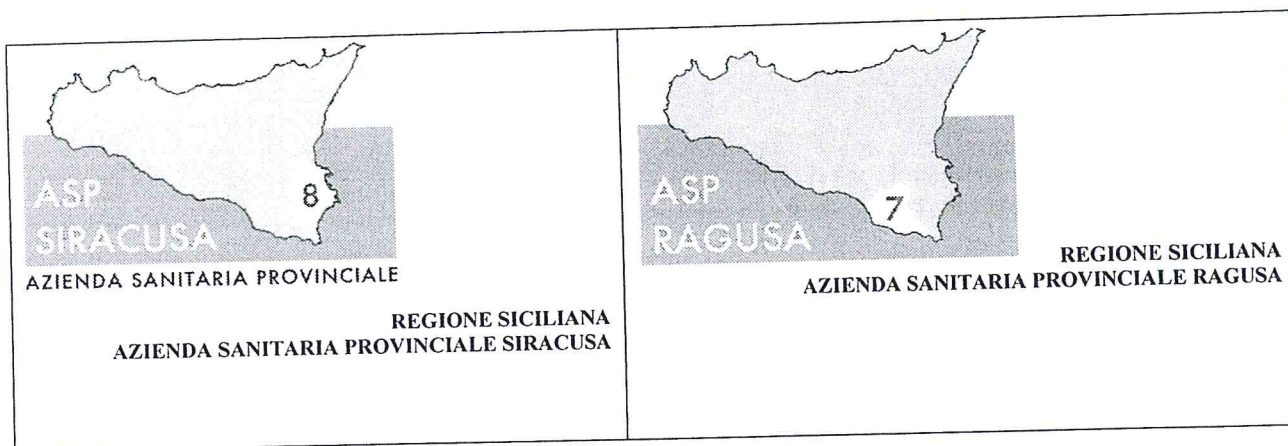 ASP
SIRACUSA
8
AZIENDA SANITARIA PROVINCIALE
REGIONE SICILIANA
AZIENDA SANITARIA PROVINCIALE SIRACUSA
ASP
RAGUSA
7
REGIONE SICILIANA
AZIENDA SANITARIA PROVINCIALE RAGUSA